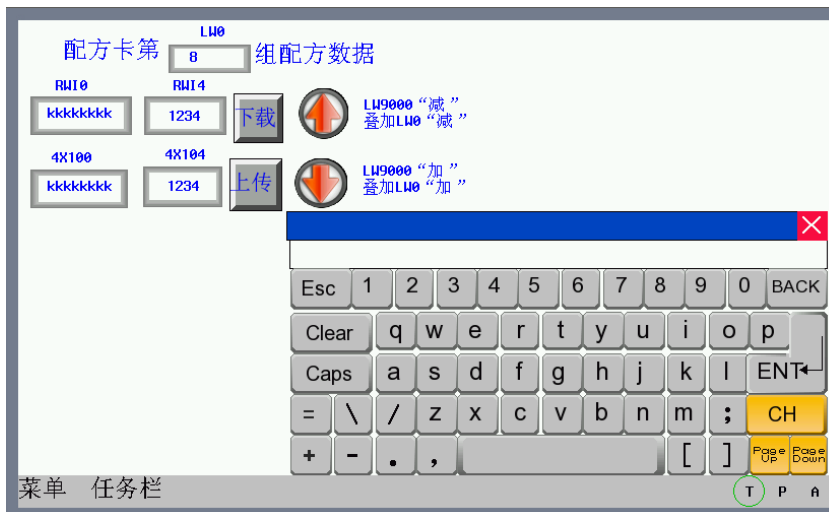 LW0
配方卡第 8 组配方数据
RWI0 RWI4
kkkkkkkk 1234 下载
LW9000“减”
叠加LW0“减”
4X100 4X104
kkkkkkkk 1234 上传
LW9000“加”
叠加LW0“加”
Esc 1 2 3 4 5 6 7 8 9 0 BACK
Clear q w e r t y u i o p
Caps a s d f g h j k l ENT
= \ / z x c v b n m ; CH
+ - . , [ ] Page Up Page Down
菜单 任务栏 T P A